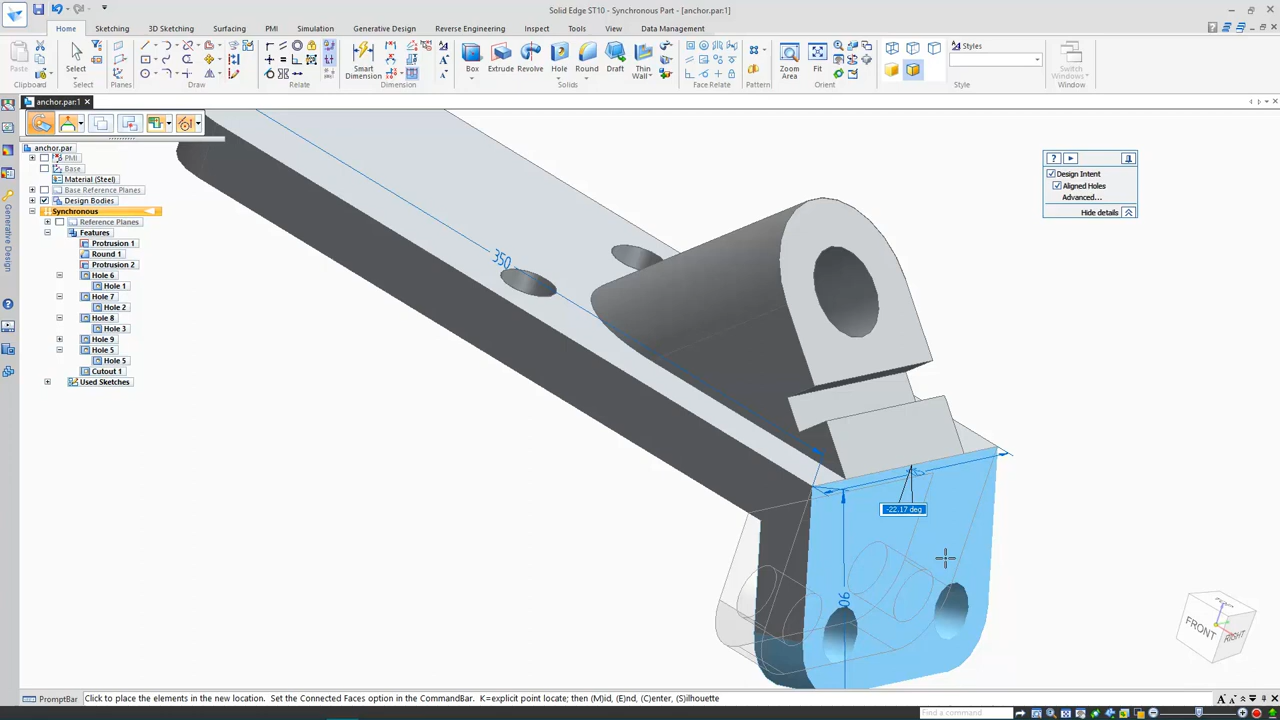 Solid Edge ST10 - Synchronous Part - [anchor.par:1]
Home Sketching 3D Sketching Simulation Surfacing PMI Generative Design Reverse Engineering Inspect Tools View Data Management
Paste
Select
Smart
Dimension
Box Extrude Revolve Hole Round Draft Thin
Wall
Zoom
Area
Fit
Styles
Switch
Windows
Clipboard Select Planes Draw Relate Dimension Solids Face Relate Pattern Orient Style Window
anchor.par:1
anchor.par
PMI
Base
Material (Steel)
Base Reference Planes
Design Bodies
Synchronous
Reference Planes
Features
Protrusion 1
Round 1
Protrusion 2
Hole 6
Hole 1
Hole 7
Hole 2
Hole 8
Hole 3
Hole 9
Hole 5
Hole 5
Cutout 1
Used Sketches
Generative Design
Design Intent
Aligned Holes
Advanced...
Hide details
350
-22.17 deg
90
FRONT
RIGHT
PromptBar Click to place the elements in the new location. Set the Connected Faces option in the CommandBar. K=explicit point locate; then (M)id, (E)nd, (C)enter, (S)ilhouette
Find a command